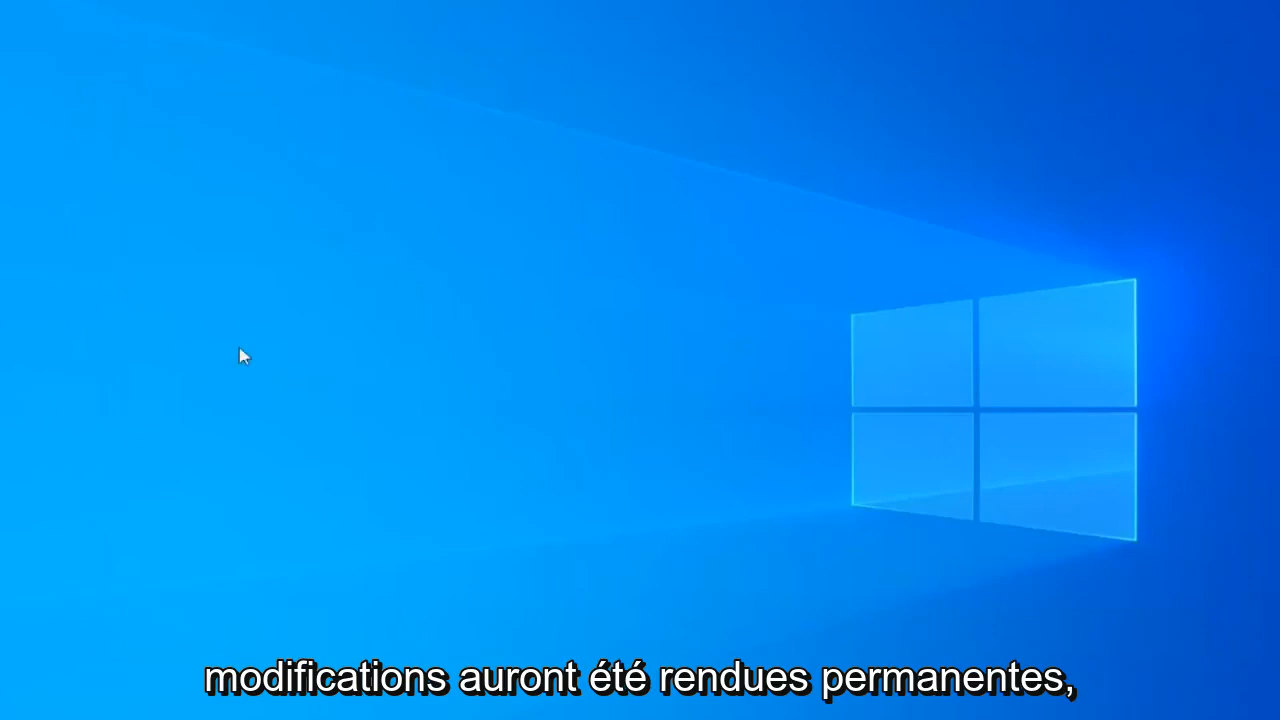 modifications auront été rendues permanentes,